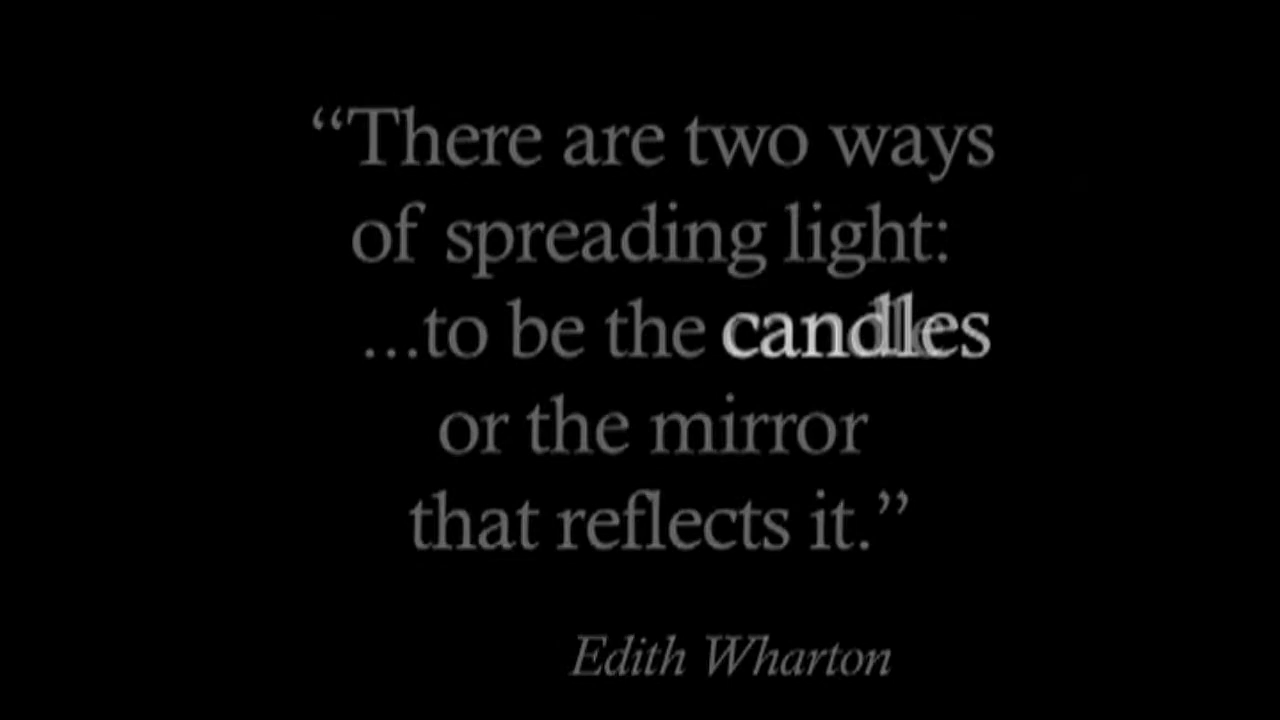 “There are two ways
of spreading light:
...to be the candles
or the mirror
that reflects it.”
Edith Wharton